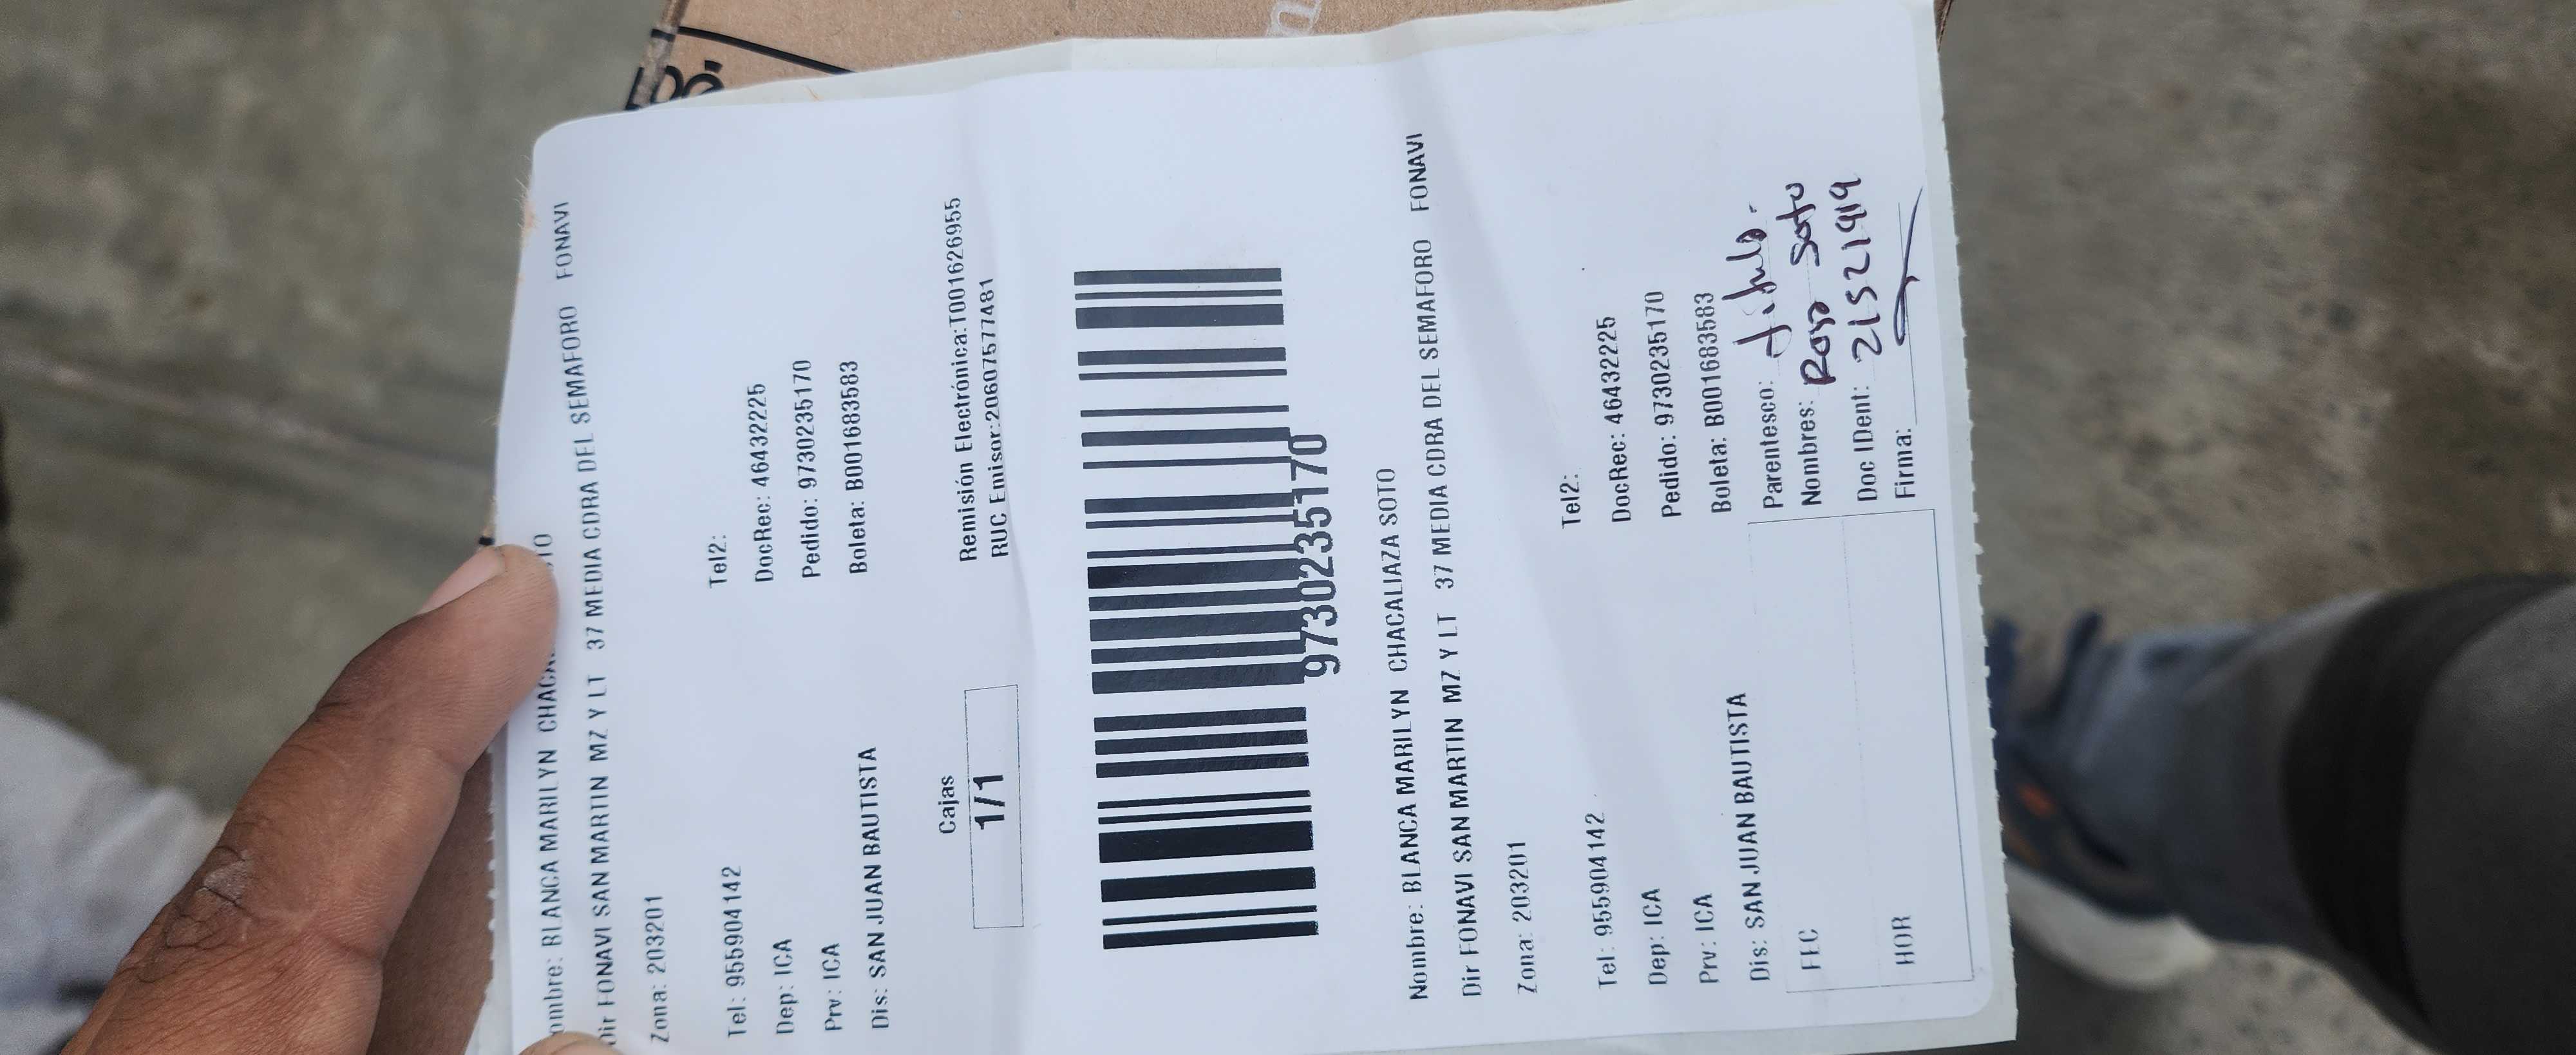 Nombre: BLANCA MARILYN CHACA
Dir FONAVI SAN MARTIN MZ Y LT 37 MEDIA CDRA DEL SEMAFORO FONAVI
Zona: 203201
Tel: 955904142 Tel2:
Dep: ICA DocRec: 46432225
Prv: ICA Pedido: 9730235170
Dis: SAN JUAN BAUTISTA Boleta: B001683583
Cajas Remisión Electrónica:T001626955
1/1 RUC Emisor:20607577481
9730235170
Nombre: BLANCA MARILYN CHACALIAZA SOTO
Dir FONAVI SAN MARTIN MZ Y LT 37 MEDIA CDRA DEL SEMAFORO FONAVI
Zona: 203201
Tel: 955904142 Tel2:
Dep: ICA DocRec: 46432225
Prv: ICA Pedido: 9730235170
Dis: SAN JUAN BAUTISTA Boleta: B001683583
FEC Parentesco:
Nombres: Rosa Soto
Doc IDent: 21521919
HOR Firma: